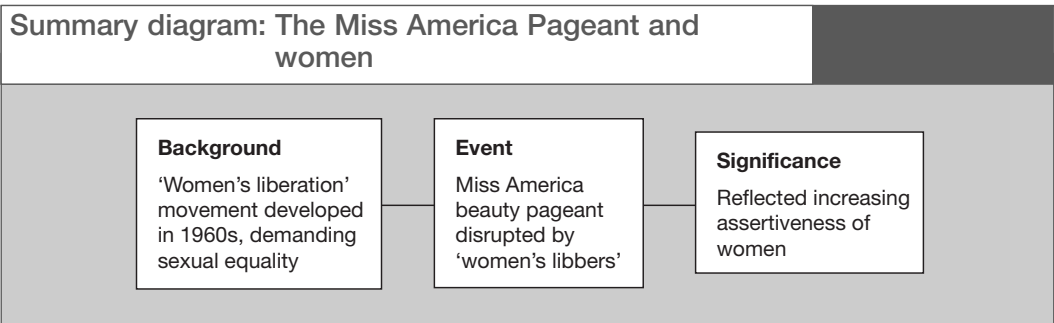 Summary diagram: The Miss America Pageant and
women
Background
‘Women’s liberation’
movement developed
in 1960s, demanding
sexual equality
Event
Miss America
beauty pageant
disrupted by
‘women’s libbers’
Significance
Reflected increasing
assertiveness of
women